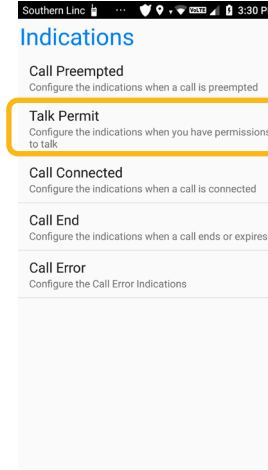 Southern Linc ... VoLTE 3:30 P
Indications
Call Preempted
Configure the indications when a call is preempted
Talk Permit
Configure the indications when you have permissions
to talk
Call Connected
Configure the indications when a call is connected
Call End
Configure the indications when a call ends or expires
Call Error
Configure the Call Error Indications